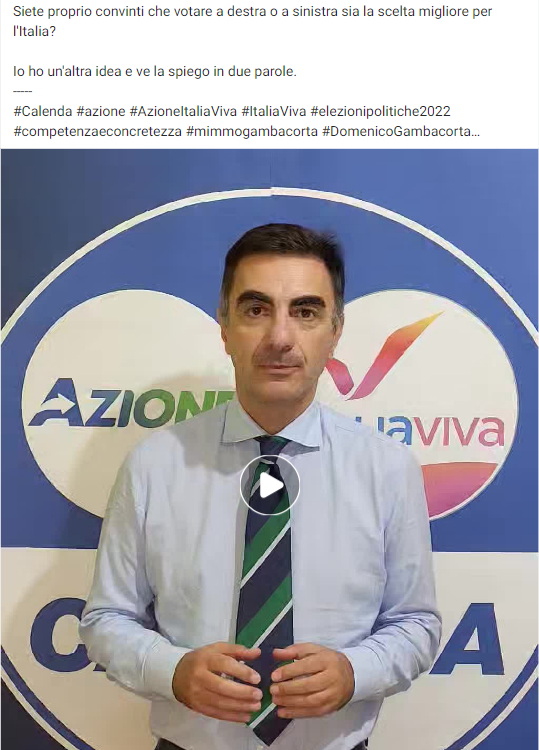 Siete proprio convinti che votare a destra o a sinistra sia la scelta migliore per
l'Italia?
Io ho un'altra idea e ve la spiego in due parole.
-----
#Calenda #azione #AzioneItaliaViva #ItaliaViva #elezionipolitiche2022
#competenzaeconcretezza #mimmogambacorta #DomenicoGambacorta...
AZIONE
VIVA